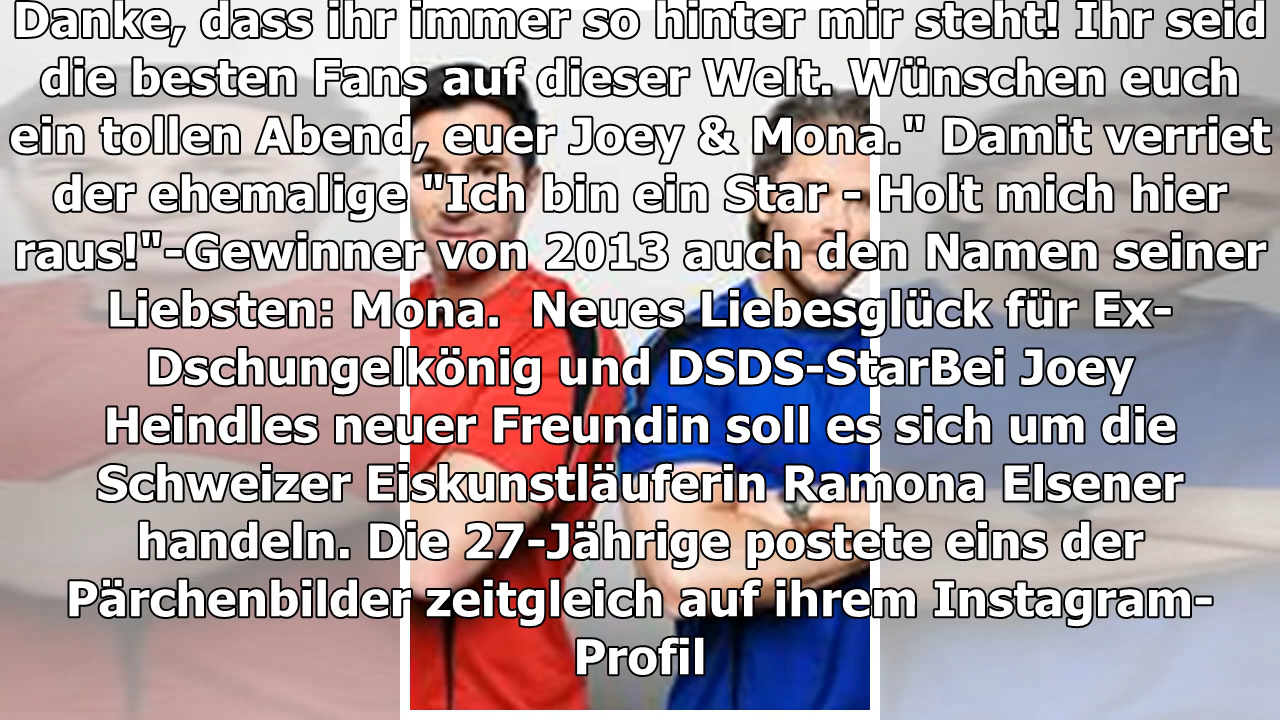 Danke, dass ihr immer so hinter mir steht! Ihr seid
die besten Fans auf dieser Welt. Wünschen euch
ein tollen Abend, euer Joey & Mona." Damit verriet
der ehemalige "Ich bin ein Star - Holt mich hier
raus!"-Gewinner von 2013 auch den Namen seiner
Liebsten: Mona.  Neues Liebesglück für Ex-
Dschungelkönig und DSDS-StarBei Joey
Heindles neuer Freundin soll es sich um die
Schweizer Eiskunstläuferin Ramona Elsener
handeln. Die 27-Jährige postete eins der
Pärchenbilder zeitgleich auf ihrem Instagram-
Profil